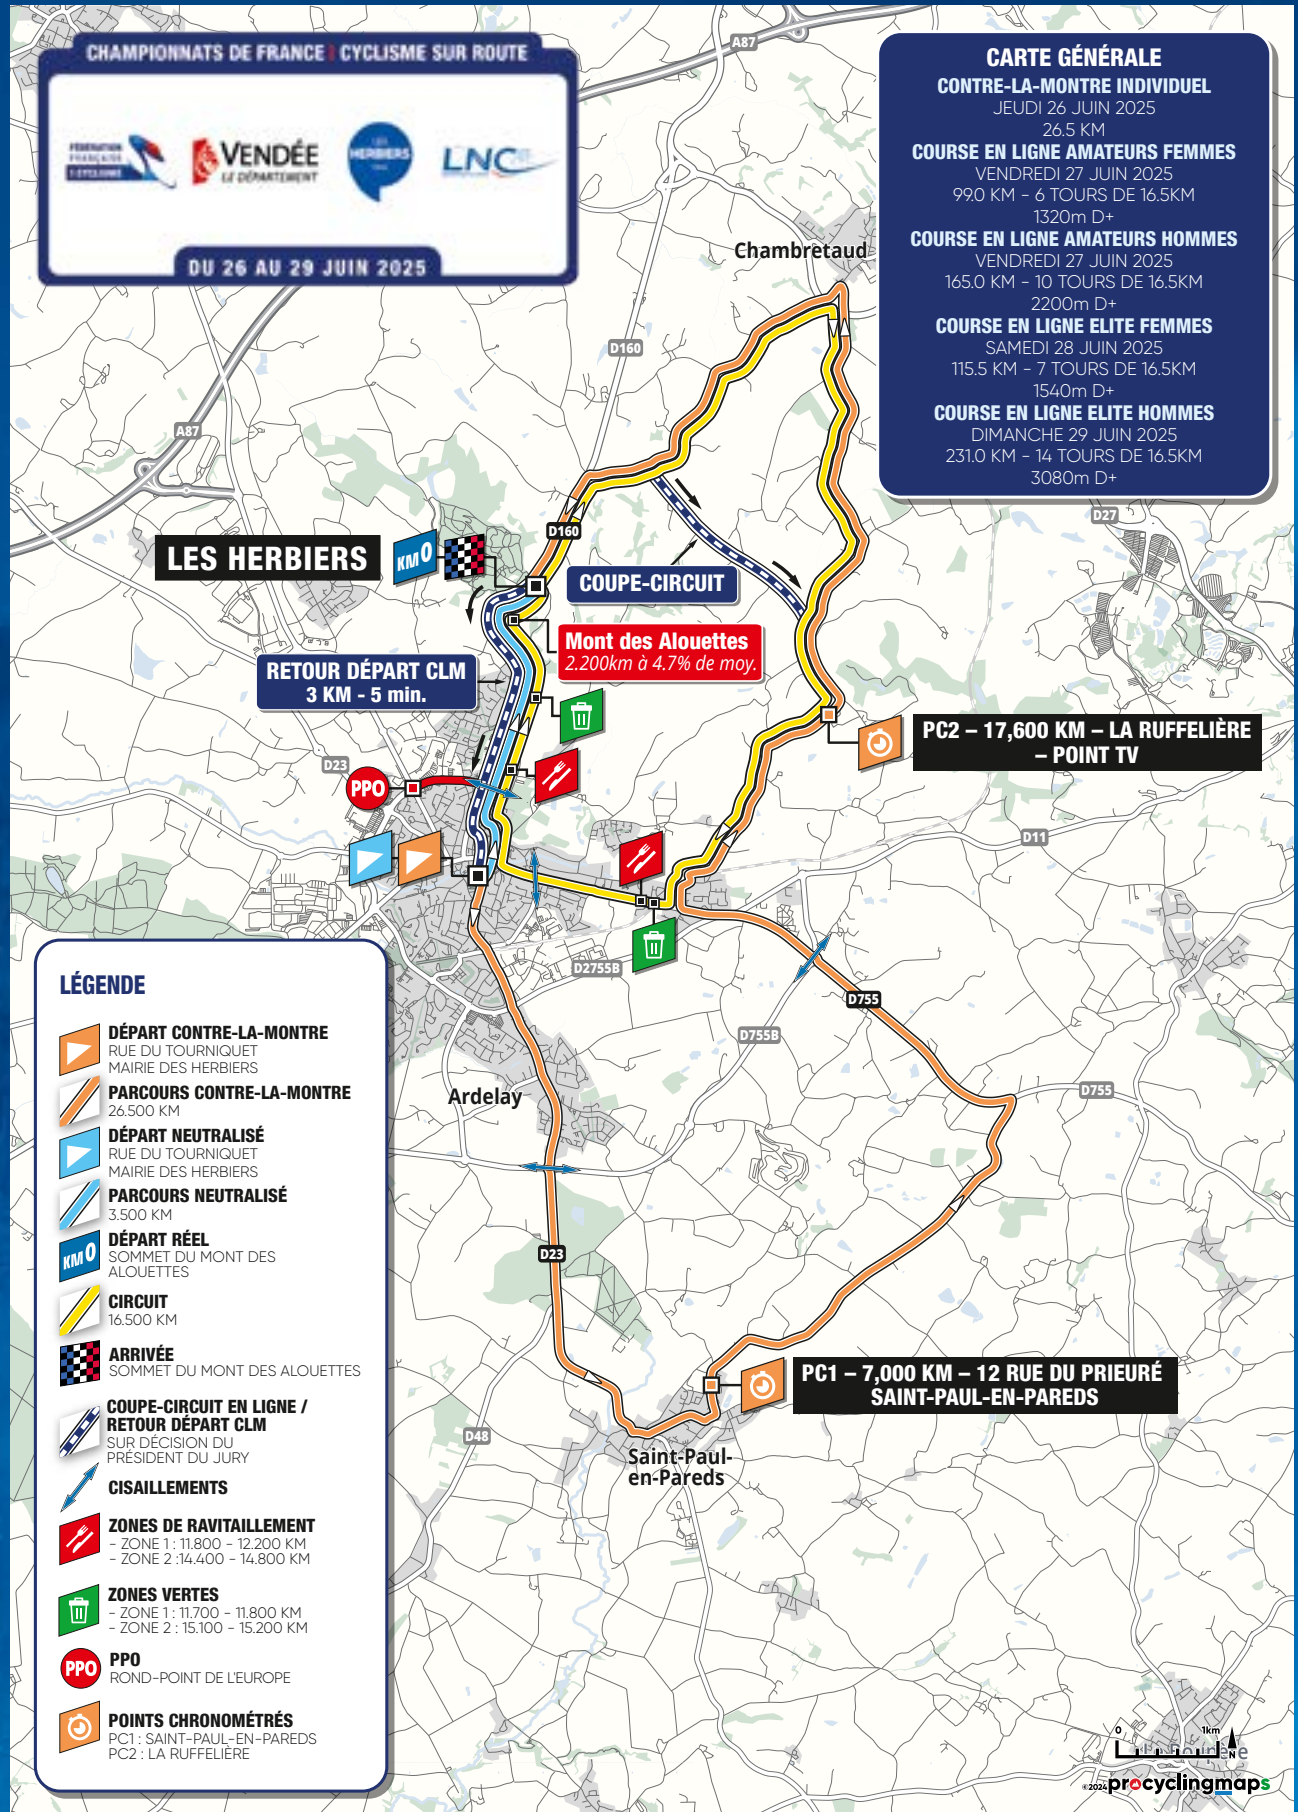 CHAMPIONNATS DE FRANCE | CYCLISME SUR ROUTE
FÉDÉRATION
FRANÇAISE
DE CYCLISME
VENDÉE
LE DÉPARTEMENT
LES
HERBIERS
LNC
DU 26 AU 29 JUIN 2025
CARTE GÉNÉRALE
CONTRE-LA-MONTRE INDIVIDUEL
JEUDI 26 JUIN 2025
26.5 KM
COURSE EN LIGNE AMATEURS FEMMES
VENDREDI 27 JUIN 2025
99.0 KM - 6 TOURS DE 16.5KM
1320m D+
COURSE EN LIGNE AMATEURS HOMMES
VENDREDI 27 JUIN 2025
165.0 KM - 10 TOURS DE 16.5KM
2200m D+
COURSE EN LIGNE ELITE FEMMES
SAMEDI 28 JUIN 2025
115.5 KM - 7 TOURS DE 16.5KM
1540m D+
COURSE EN LIGNE ELITE HOMMES
DIMANCHE 29 JUIN 2025
231.0 KM - 14 TOURS DE 16.5KM
3080m D+
A87
Chambretaud
D160
A87
D27
D160
LES HERBIERS
KM 0
COUPE-CIRCUIT
Mont des Alouettes
2.200km à 4.7% de moy.
RETOUR DÉPART CLM
3 KM - 5 min.
PC2 – 17,600 KM – LA RUFFELIÈRE
– POINT TV
D23
PPO
D11
D2755B
D755
D755B
D755
Ardelay
D23
PC1 – 7,000 KM – 12 RUE DU PRIEURÉ
SAINT-PAUL-EN-PAREDS
D48
Saint-Paul-
en-Pareds
LÉGENDE
DÉPART CONTRE-LA-MONTRE
RUE DU TOURNIQUET
MAIRIE DES HERBIERS
PARCOURS CONTRE-LA-MONTRE
26.500 KM
DÉPART NEUTRALISÉ
RUE DU TOURNIQUET
MAIRIE DES HERBIERS
PARCOURS NEUTRALISÉ
3.500 KM
KM 0
DÉPART RÉEL
SOMMET DU MONT DES
ALOUETTES
CIRCUIT
16.500 KM
ARRIVÉE
SOMMET DU MONT DES ALOUETTES
COUPE-CIRCUIT EN LIGNE /
RETOUR DÉPART CLM
SUR DÉCISION DU
PRÉSIDENT DU JURY
CISAILLEMENTS
ZONES DE RAVITAILLEMENT
- ZONE 1 : 11.800 - 12.200 KM
- ZONE 2 :14.400 - 14.800 KM
ZONES VERTES
- ZONE 1 : 11.700 - 11.800 KM
- ZONE 2 : 15.100 - 15.200 KM
PPO
PPO
ROND-POINT DE L'EUROPE
POINTS CHRONOMÉTRÉS
PC1 : SAINT-PAUL-EN-PAREDS
PC2 : LA RUFFELIÈRE
0 1km
N
©2024 procyclingmaps